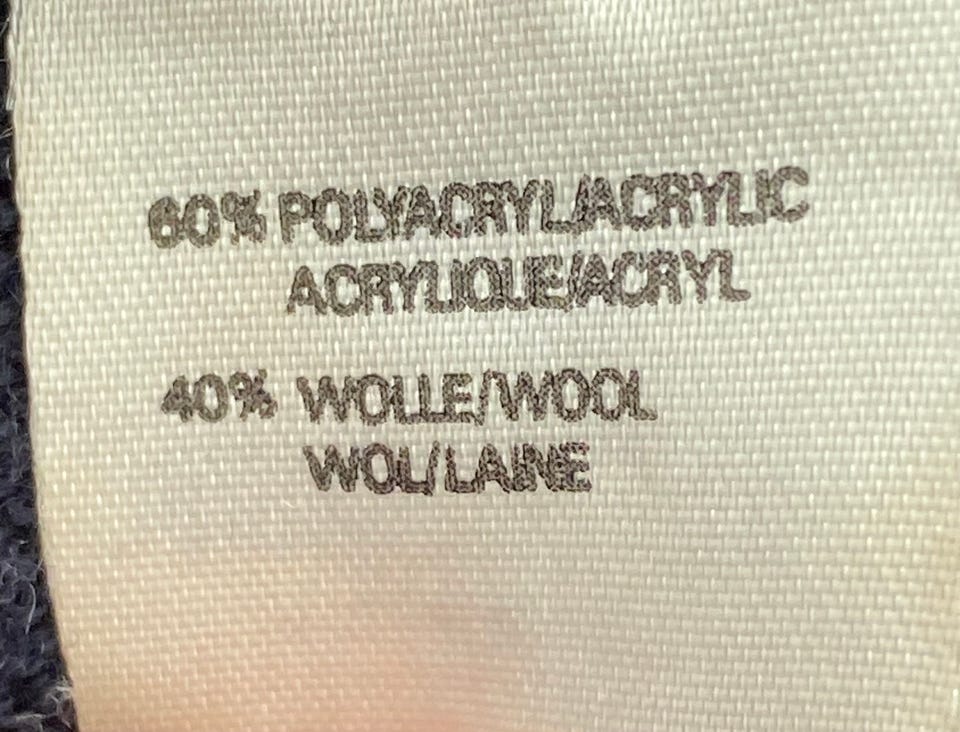 60% POLYACRYL/ACRYLIC
ACRYLIQUE/ACRYL
40% WOLLE/WOOL
WOL/LAINE